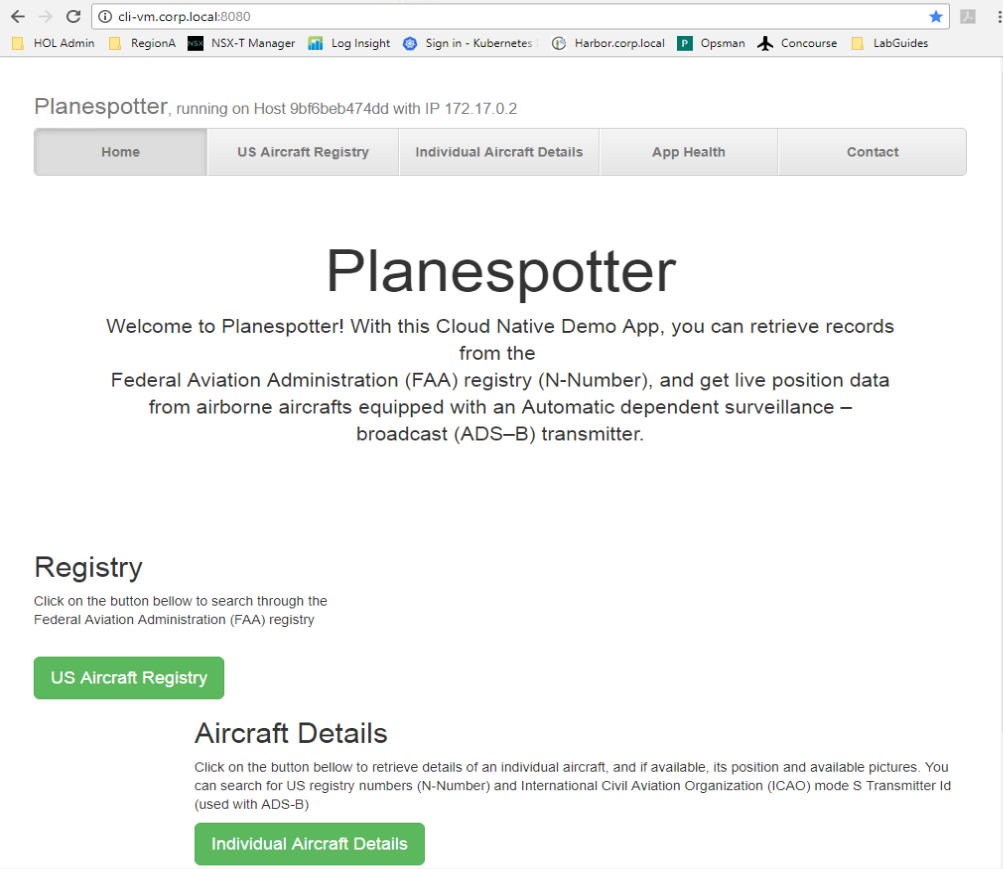 cli-vm.corp.local:8080
HOL Admin RegionA NSX-T Manager Log Insight Sign in - Kubernetes Harbor.corp.local P Opsman Concourse LabGuides
Planespotter, running on Host 9bf6beb474dd with IP 172.17.0.2
Home US Aircraft Registry Individual Aircraft Details App Health Contact
Planespotter
Welcome to Planespotter! With this Cloud Native Demo App, you can retrieve records
from the
Federal Aviation Administration (FAA) registry (N-Number), and get live position data
from airborne aircrafts equipped with an Automatic dependent surveillance –
broadcast (ADS–B) transmitter.
Registry
Click on the button bellow to search through the
Federal Aviation Administration (FAA) registry
US Aircraft Registry
Aircraft Details
Click on the button bellow to retrieve details of an individual aircraft, and if available, its position and available pictures. You
can search for US registry numbers (N-Number) and International Civil Aviation Organization (ICAO) mode S Transmitter Id
(used with ADS-B)
Individual Aircraft Details